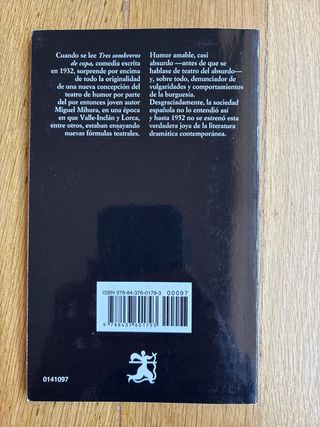 Cuando se lee Tres sombreros
de copa, comedia escrita
en 1932, sorprende por encima
de todo la originalidad
de una nueva concepción del
teatro de humor por parte
del por entonces joven autor
Miguel Mihura, en una época
en que Valle-Inclán y Lorca,
entre otros, estaban ensayando
nuevas fórmulas teatrales.
Humor amable, casi
absurdo —antes de que se
hablase de teatro del absurdo—
y, sobre todo, denunciador de
vulgaridades y comportamientos
de la burguesía.
Desgraciadamente, la sociedad
española no lo entendió así
y hasta 1952 no se estrenó esta
verdadera joya de la literatura
dramática contemporánea.
ISBN 978-84-376-0179-3
00097
9 788437 601793
0141097